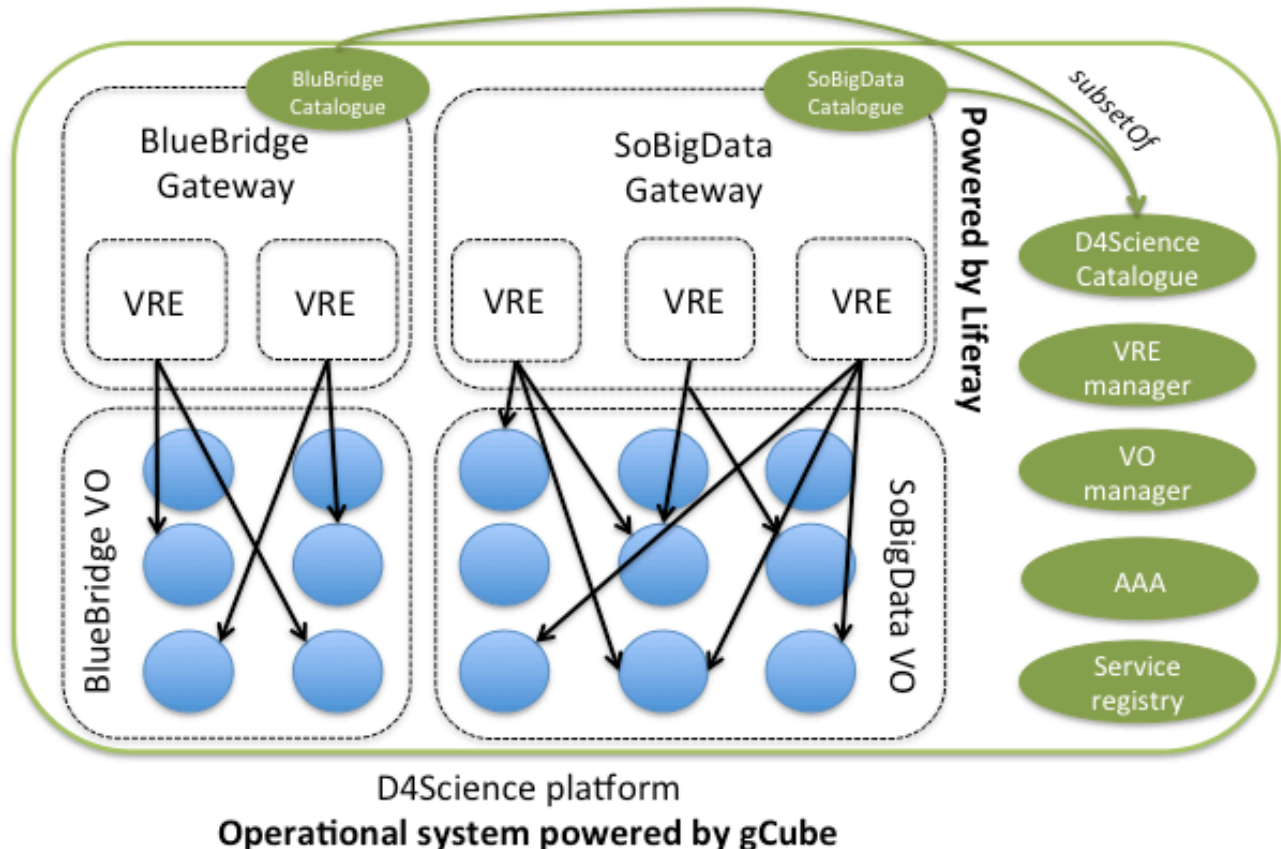 BluBridge
Catalogue
SoBigData
Catalogue
subsetOf
BlueBridge
Gateway
SoBigData
Gateway
Powered by Liferay
VRE
VRE
VRE
VRE
VRE
D4Science
Catalogue
VRE
manager
VO
manager
AAA
Service
registry
BlueBridge VO
SoBigData VO
D4Science platform
Operational system powered by gCube